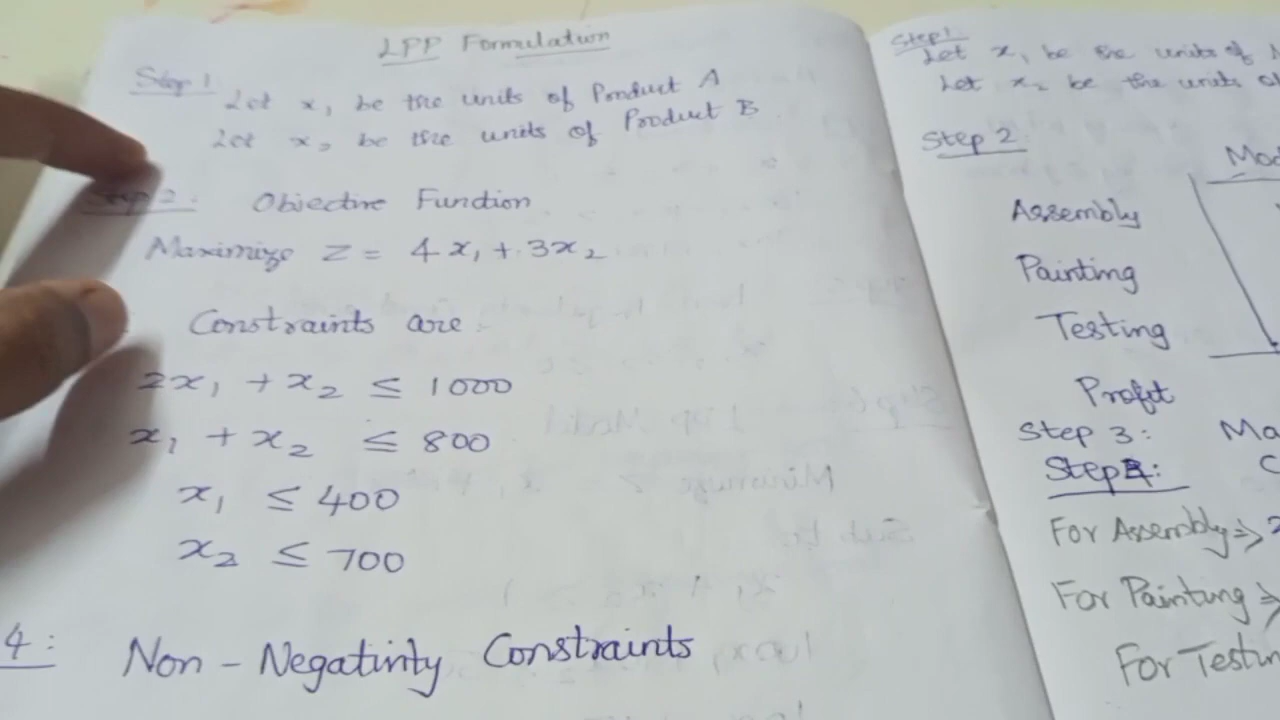 LPP Formulation
Step 1
Let x₁ be the units of Product A
Let x₂ be the units of Product B
Step 2:
Objective Function
Maximize Z = 4x₁ + 3x₂
Constraints are:
2x₁ + x₂ ≤ 1000
x₁ + x₂ ≤ 800
x₁ ≤ 400
x₂ ≤ 700
4: Non-Negativity Constraints
Step 1
Let x₁ be the units of
Let x₂ be the units
Step 2
Assembly
Painting
Testing
Profit
Step 3:
Step 4:
For Assembly ⇒
For Painting ⇒
For